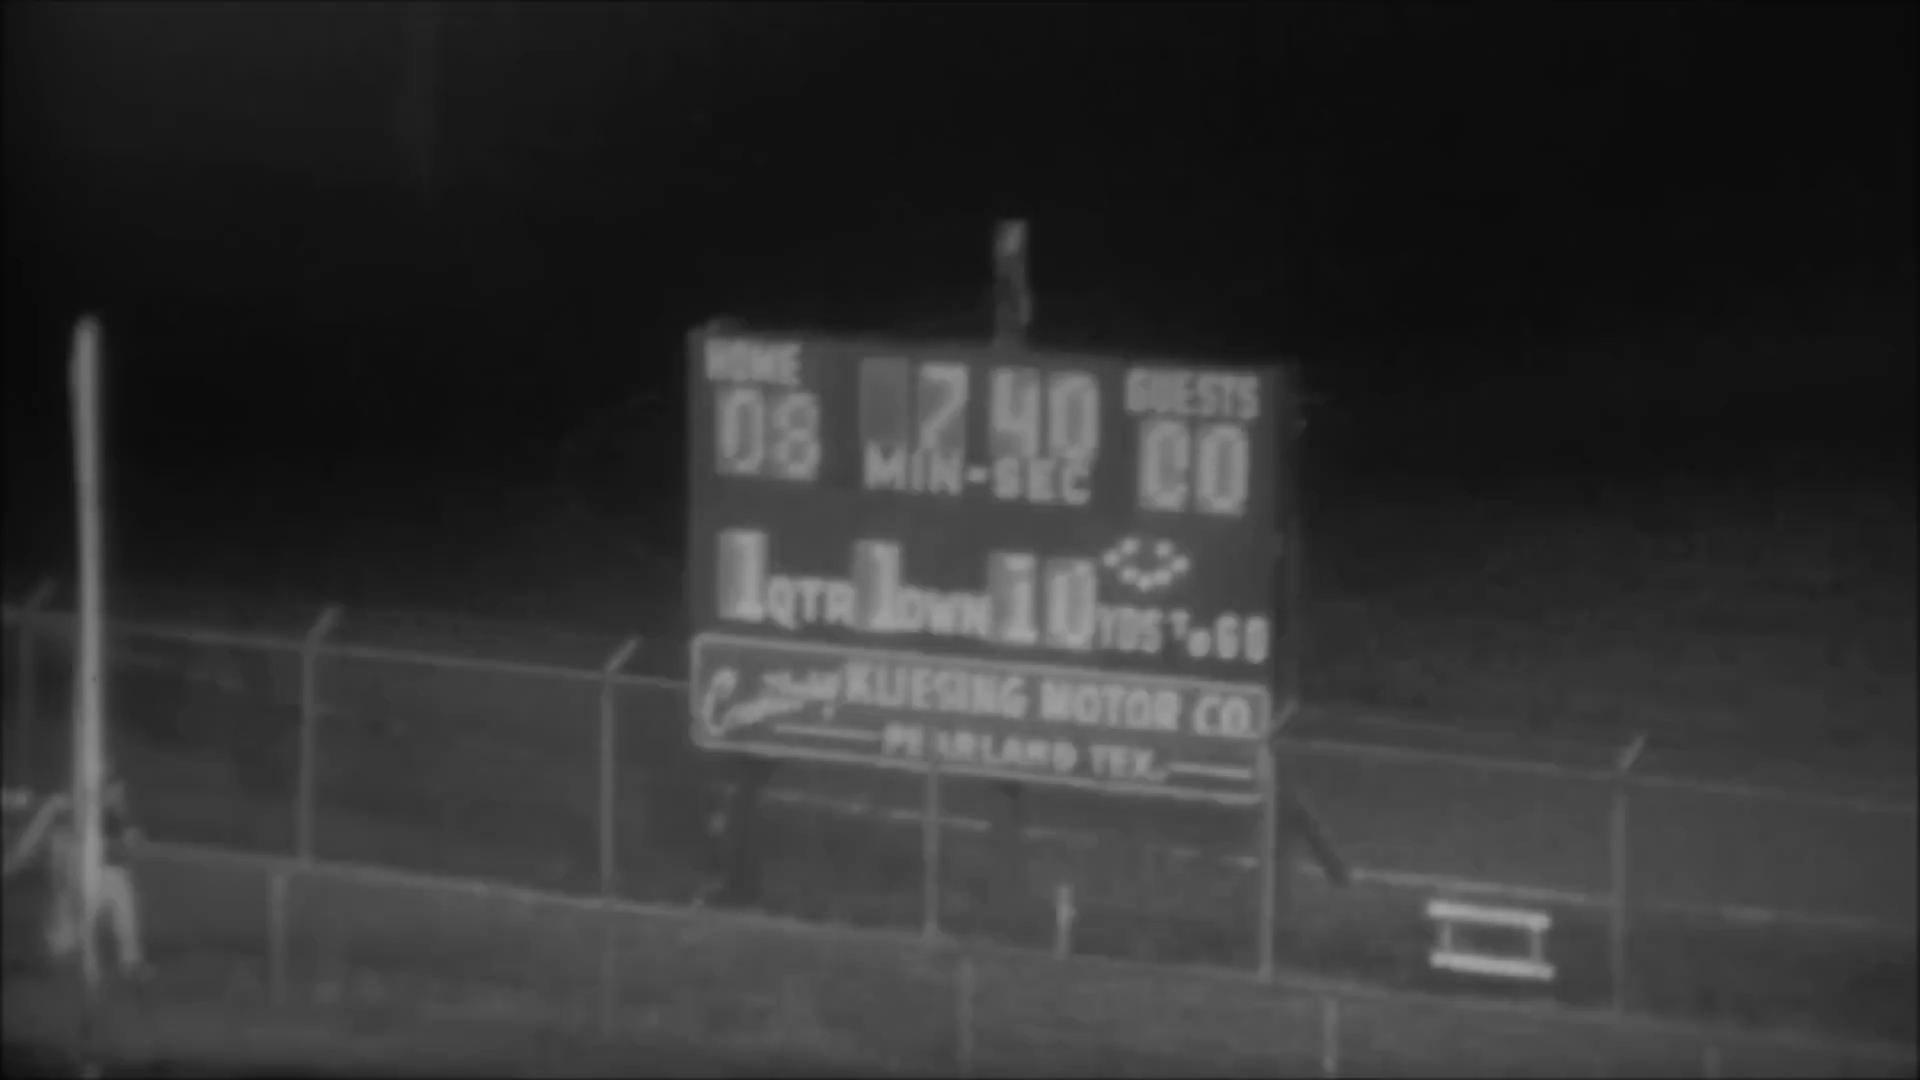 HOME 7 40 GUESTS
08 MIN-SEC 00
1 QTR 1 DWN 10 YDS To GO
KLIESING MOTOR CO.
PEARLAND TEX.